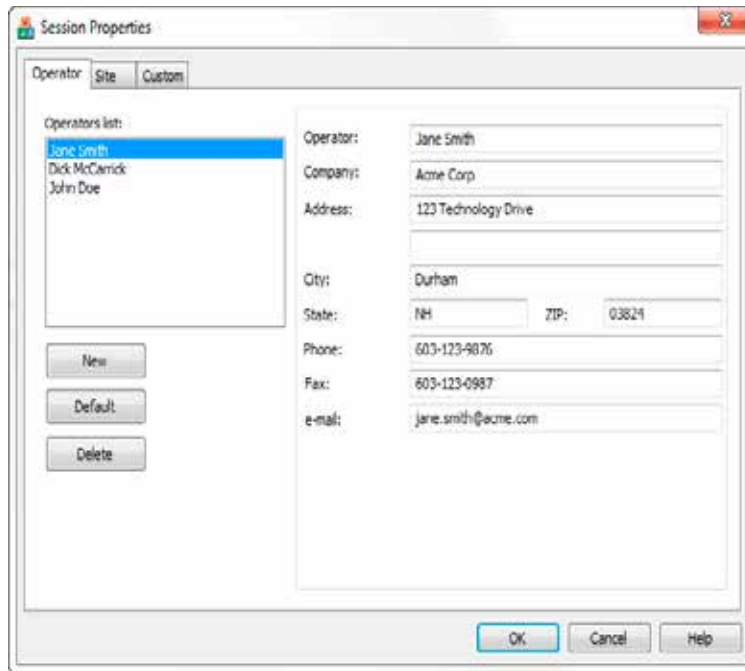 Session Properties
Operator Site Custom
Operators list:
Jane Smith
Dick McCarrick
John Doe
New
Default
Delete
Operator: Jane Smith
Company: Acme Corp
Address: 123 Technology Drive
City: Durham
State: NH ZIP: 03824
Phone: 603-123-9876
Fax: 603-123-0987
e-mail: jane.smith@acme.com
OK Cancel Help